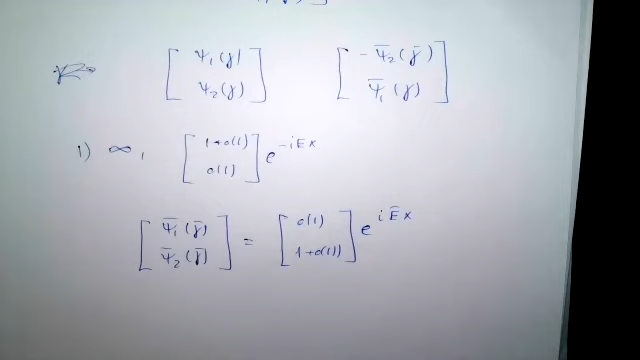 [ Ψ₁(γ) Ψ₂(γ) ] [ -Ψ̄₂(γ̄) Ψ̄₁(γ) ]
1) ∞, [ 1+o(1) o(1) ] e^{-iEx}
[ Ψ̄₁(γ̄) Ψ̄₂(γ̄) ] = [ o(1) 1+o(1)) ] e^{iĒx}